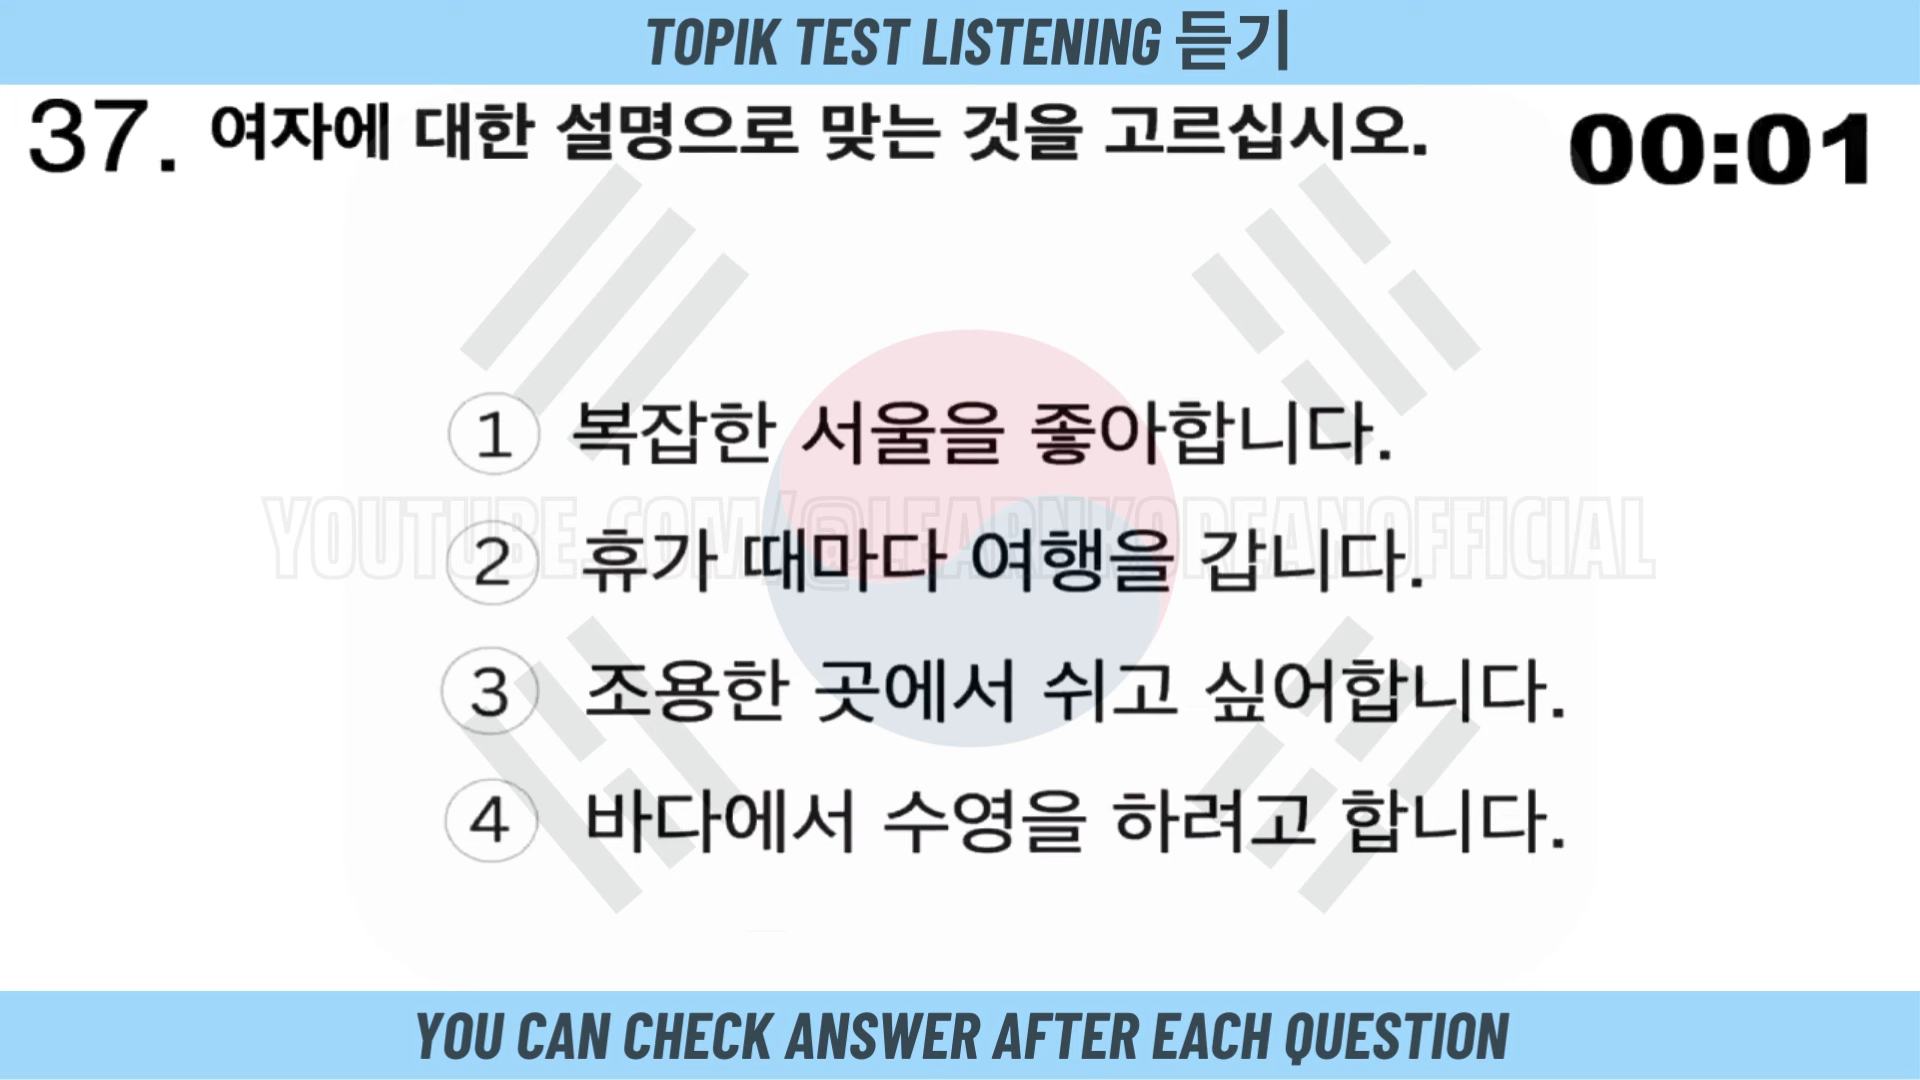 TOPIK TEST LISTENING 듣기
37. 여자에 대한 설명으로 맞는 것을 고르십시오.
00:01
① 복잡한 서울을 좋아합니다.
② 휴가 때마다 여행을 갑니다.
YOUTUBE.COM/@LEARNKOREANOFFICIAL
③ 조용한 곳에서 쉬고 싶어합니다.
④ 바다에서 수영을 하려고 합니다.
YOU CAN CHECK ANSWER AFTER EACH QUESTION